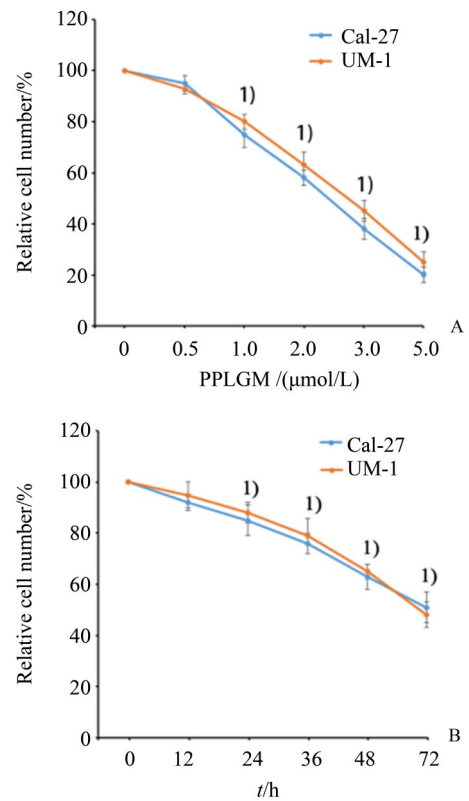 120
Cal-27
UM-1
100
1)
80
1)
60
1)
40
1)
20
0
A
0 0.5 1.0 2.0 3.0 5.0
PPLGM /(μmol/L)
Relative cell number/%
120
Cal-27
UM-1
100
1)
1)
80
1)
60
1)
40
20
0
B
0 12 24 36 48 72
t/h
Relative cell number/%